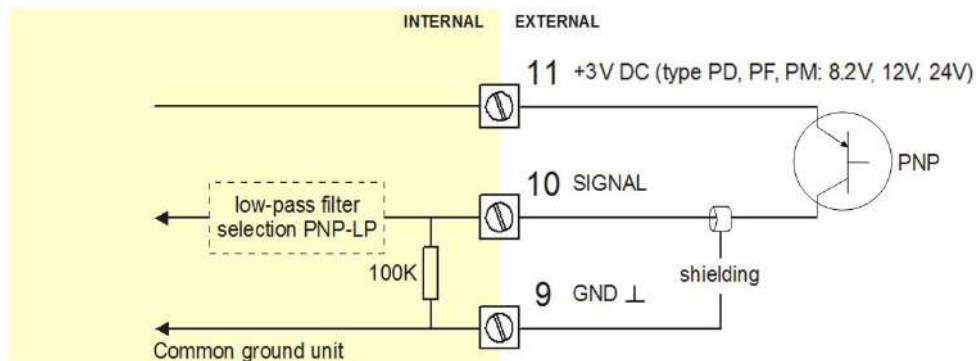 INTERNAL EXTERNAL
11 +3V DC (type PD, PF, PM: 8.2V, 12V, 24V)
PNP
10 SIGNAL
low-pass filter
selection PNP-LP
100K
shielding
9 GND ⊥
Common ground unit